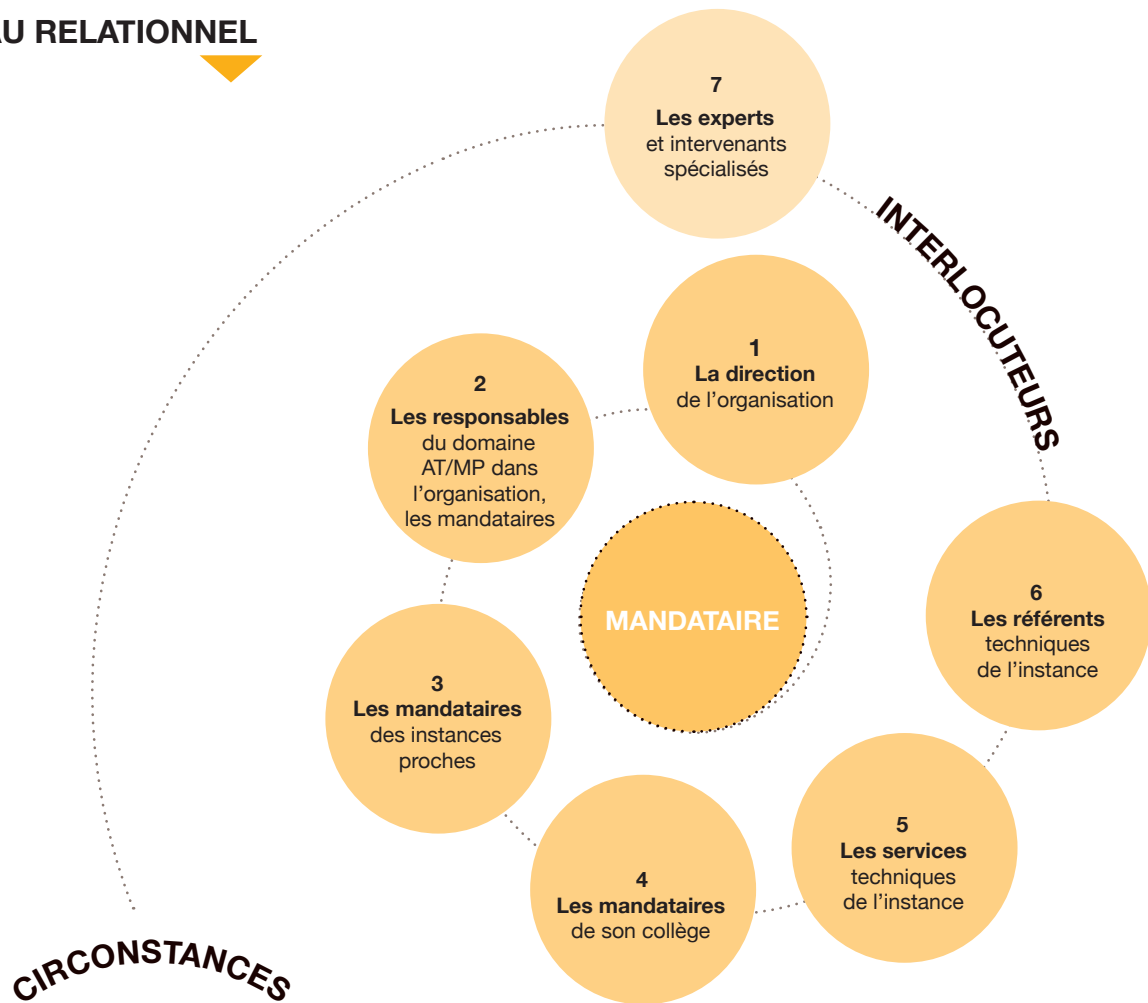 AU RELATIONNEL
7
Les experts
et intervenants
spécialisés
INTERLOCUTEURS
1
La direction
de l’organisation
2
Les responsables
du domaine
AT/MP dans
l’organisation,
les mandataires
MANDATAIRE
6
Les référents
techniques
de l’instance
3
Les mandataires
des instances
proches
5
Les services
techniques
de l’instance
4
Les mandataires
de son collège
CIRCONSTANCES